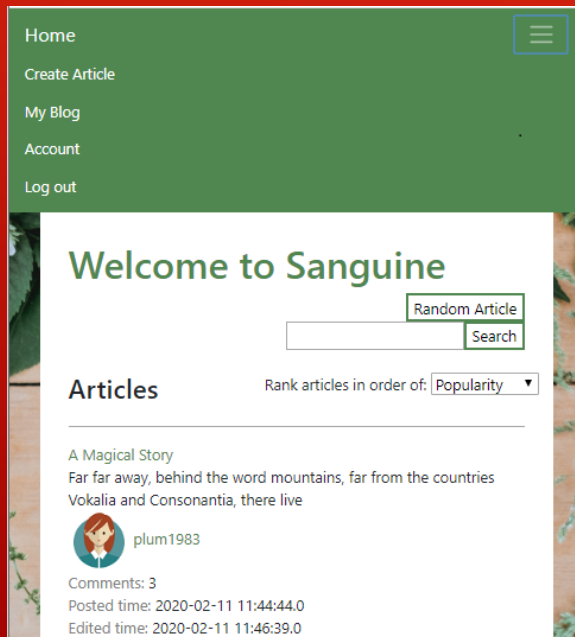 Home
Create Article
My Blog
Account
Log out
Welcome to Sanguine
Random Article
Search
Articles
Rank articles in order of: Popularity
A Magical Story
Far far away, behind the word mountains, far from the countries
Vokalia and Consonantia, there live
plum1983
Comments: 3
Posted time: 2020-02-11 11:44:44.0
Edited time: 2020-02-11 11:46:39.0